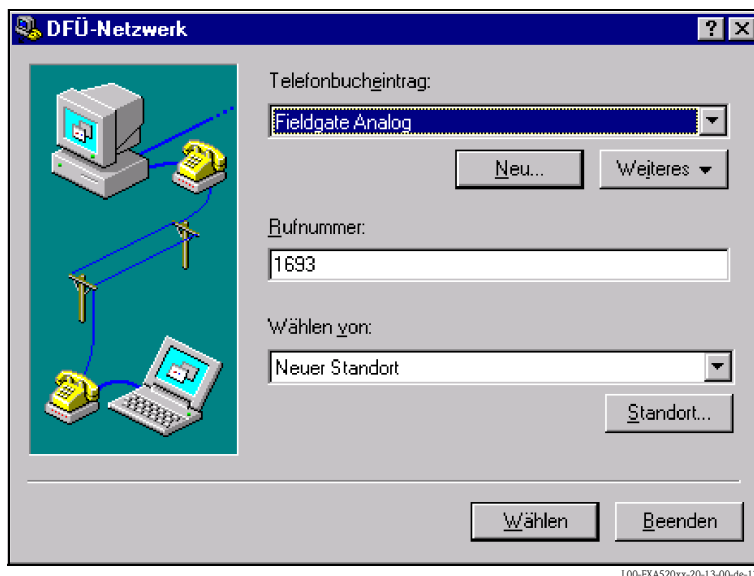 DFÜ-Netzwerk
Telefonbucheintrag:
Fieldgate Analog
Neu...
Weiteres
Rufnummer:
1693
Wählen von:
Neuer Standort
Standort...
Wählen
Beenden